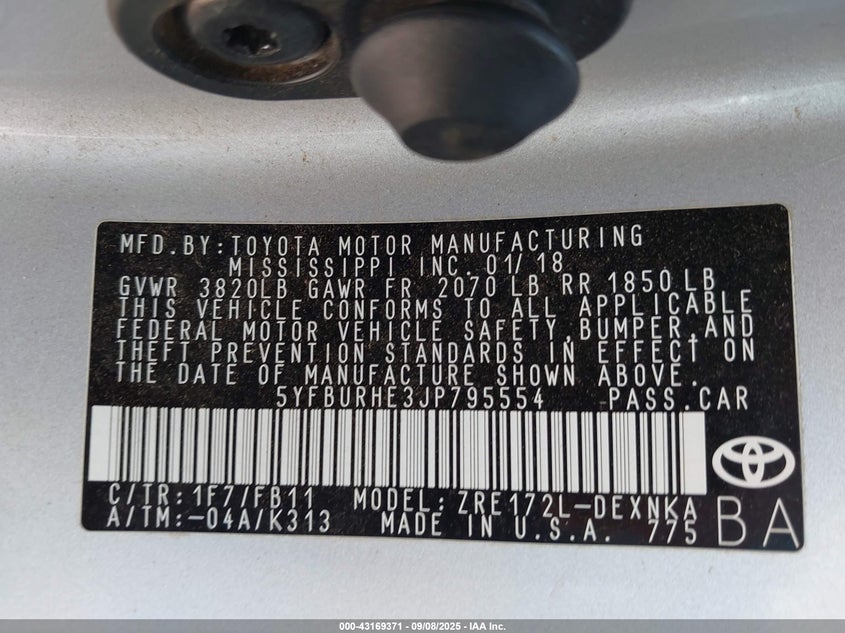 MFD.BY:TOYOTA MOTOR MANUFACTURING
MISSISSIPPI INC. 01/18
GVWR 3820LB GAWR FR 2070 LB RR 1850 LB
THIS VEHICLE CONFORMS TO ALL APPLICABLE
FEDERAL MOTOR VEHICLE SAFETY,BUMPER,AND
THEFT PREVENTION STANDARDS IN EFFECT ON
THE DATE OF MANUFACTURE SHOWN ABOVE.
5YFBURHE3JP795554 PASS.CAR
C/TR:1F7/FB11 MODEL:ZRE172L-DEXNKA
A/TM:-04A/K313 MADE IN U.S.A. 775
BA
000-43169371 | 09/08/2025 - IAA Inc.